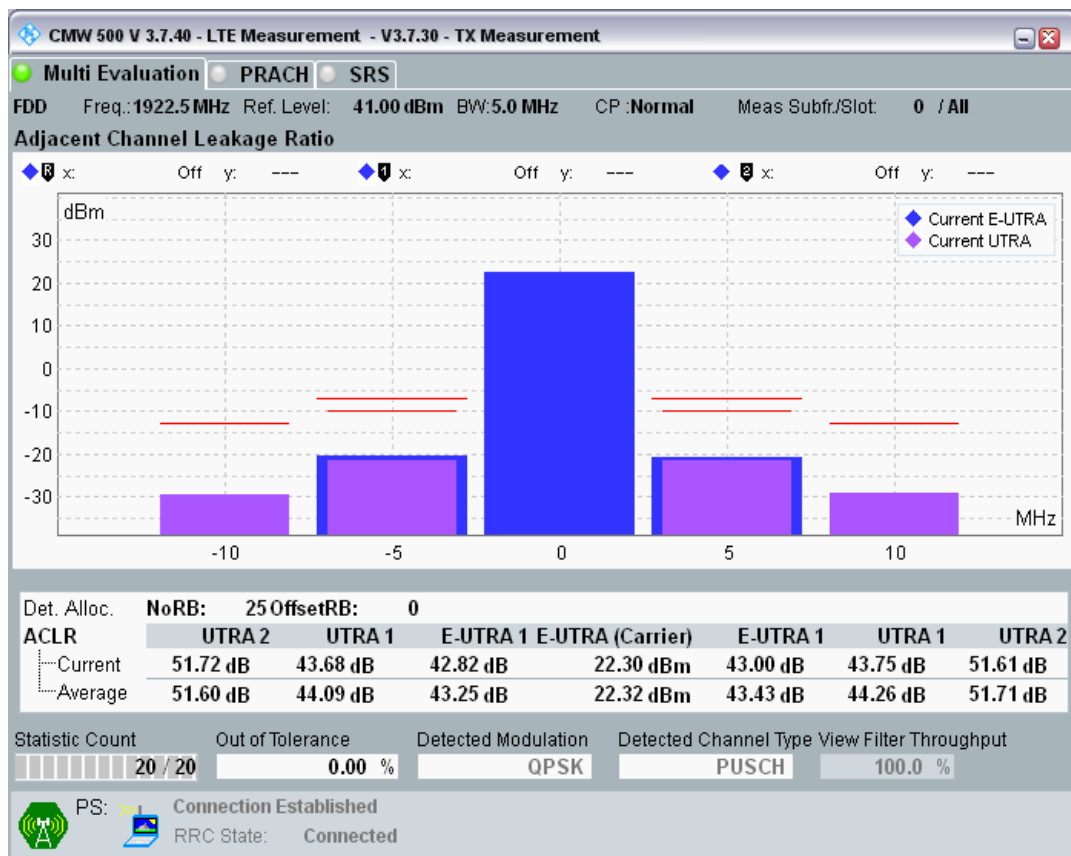 CMW 500 V 3.7.40 - LTE Measurement - V3.7.30 - TX Measurement
Multi Evaluation PRACH SRS
FDD Freq.: 1922.5 MHz Ref. Level: 41.00 dBm BW: 5.0 MHz CP : Normal Meas Subfr./Slot: 0 / All
Adjacent Channel Leakage Ratio
R x: Off y: --- 1 x: Off y: --- 2 x: Off y: ---
dBm
Current E-UTRA
Current UTRA
30
20
10
0
-10
-20
-30
MHz
-10 -5 0 5 10
Det. Alloc. NoRB: 25 OffsetRB: 0
ACLR UTRA 2 UTRA 1 E-UTRA 1 E-UTRA (Carrier) E-UTRA 1 UTRA 1 UTRA 2
Current 51.72 dB 43.68 dB 42.82 dB 22.30 dBm 43.00 dB 43.75 dB 51.61 dB
Average 51.60 dB 44.09 dB 43.25 dB 22.32 dBm 43.43 dB 44.26 dB 51.71 dB
Statistic Count Out of Tolerance Detected Modulation Detected Channel Type View Filter Throughput
20 / 20 0.00 % QPSK PUSCH 100.0 %
PS: Connection Established
RRC State: Connected